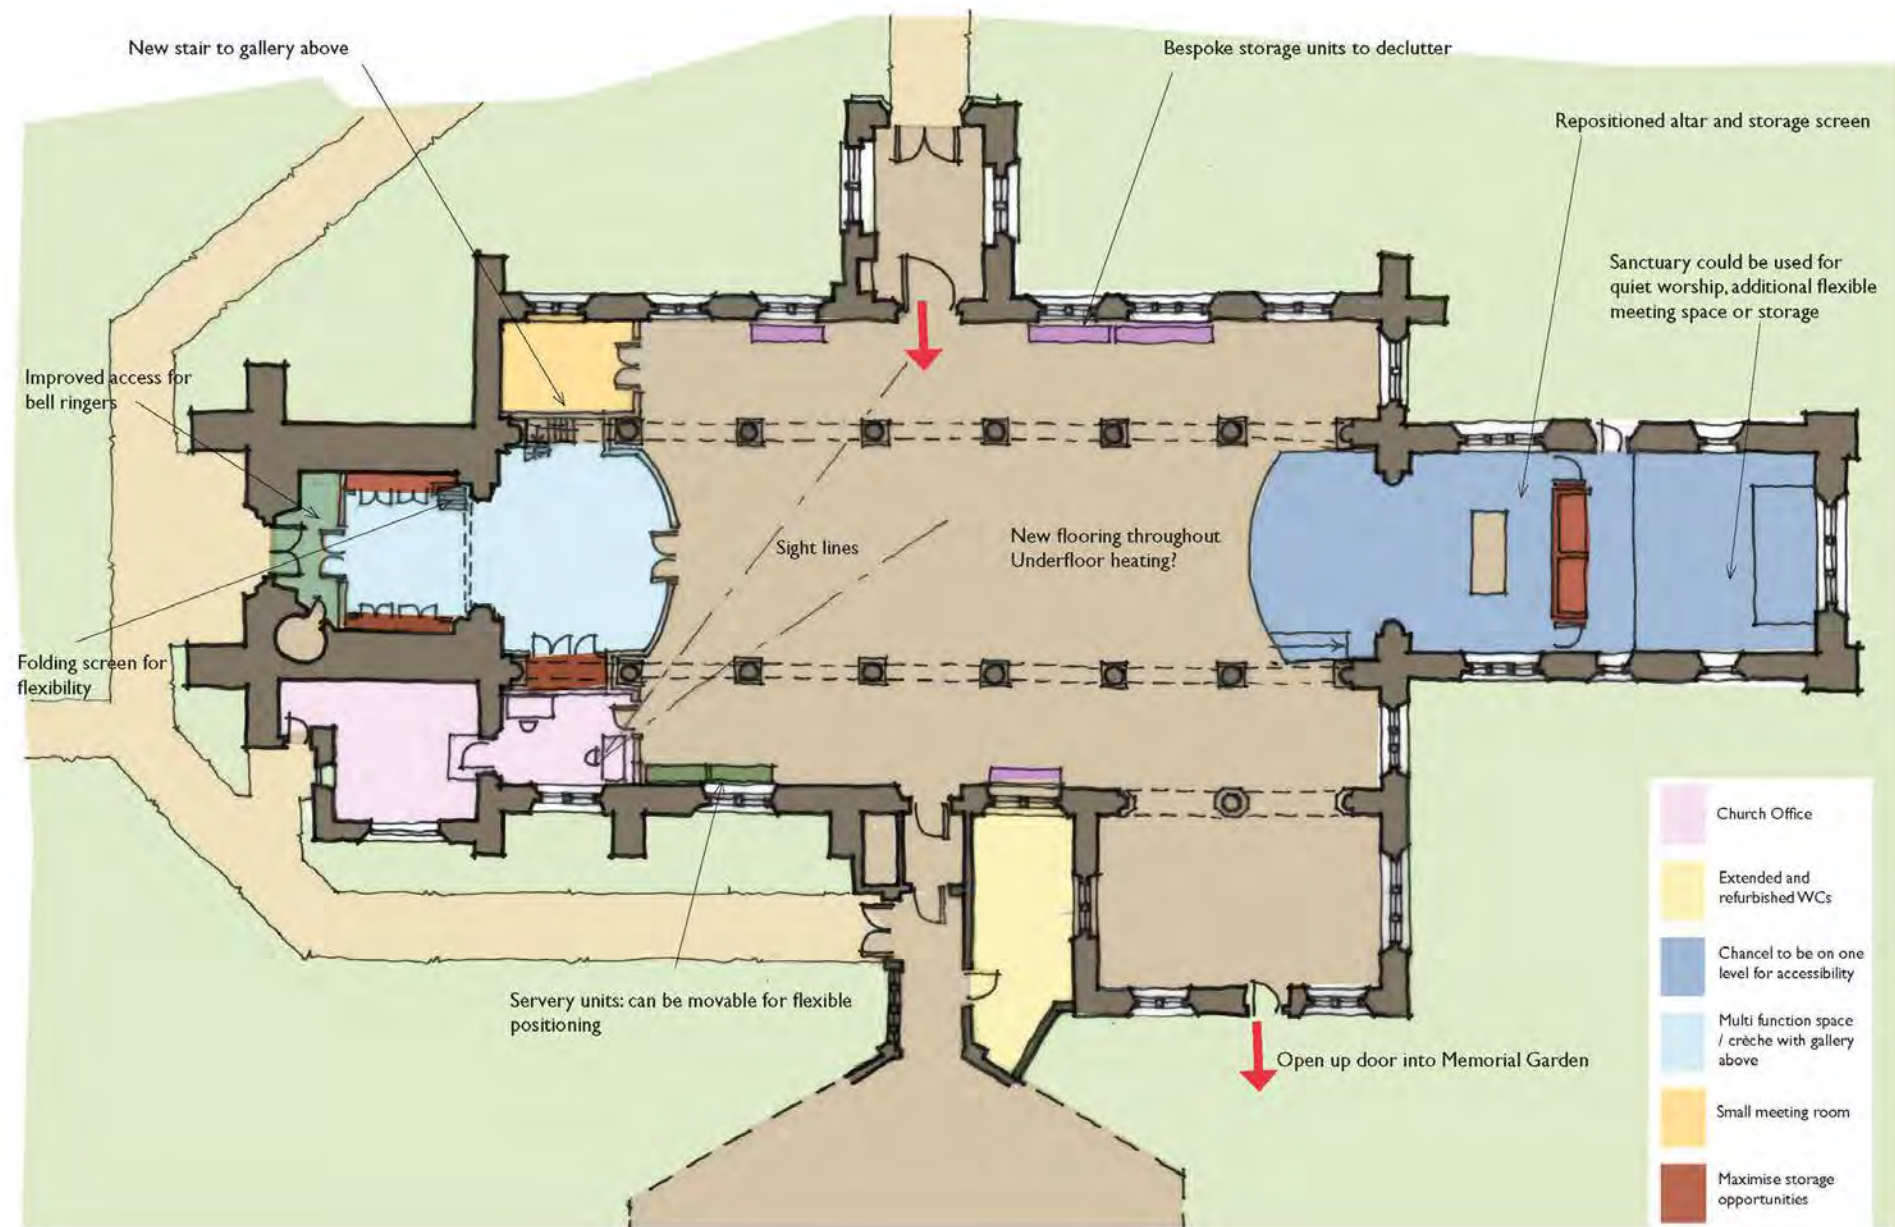 New stair to gallery above
Bespoke storage units to declutter
Repositioned altar and storage screen
Sanctuary could be used for
quiet worship, additional flexible
meeting space or storage
Improved access for
bell ringers
Sight lines
New flooring throughout
Underfloor heating?
Folding screen for
flexibility
Servery units: can be movable for flexible
positioning
Open up door into Memorial Garden
Church Office
Extended and
refurbished WCs
Chancel to be on one
level for accessibility
Multi function space
/ crèche with gallery
above
Small meeting room
Maximise storage
opportunities